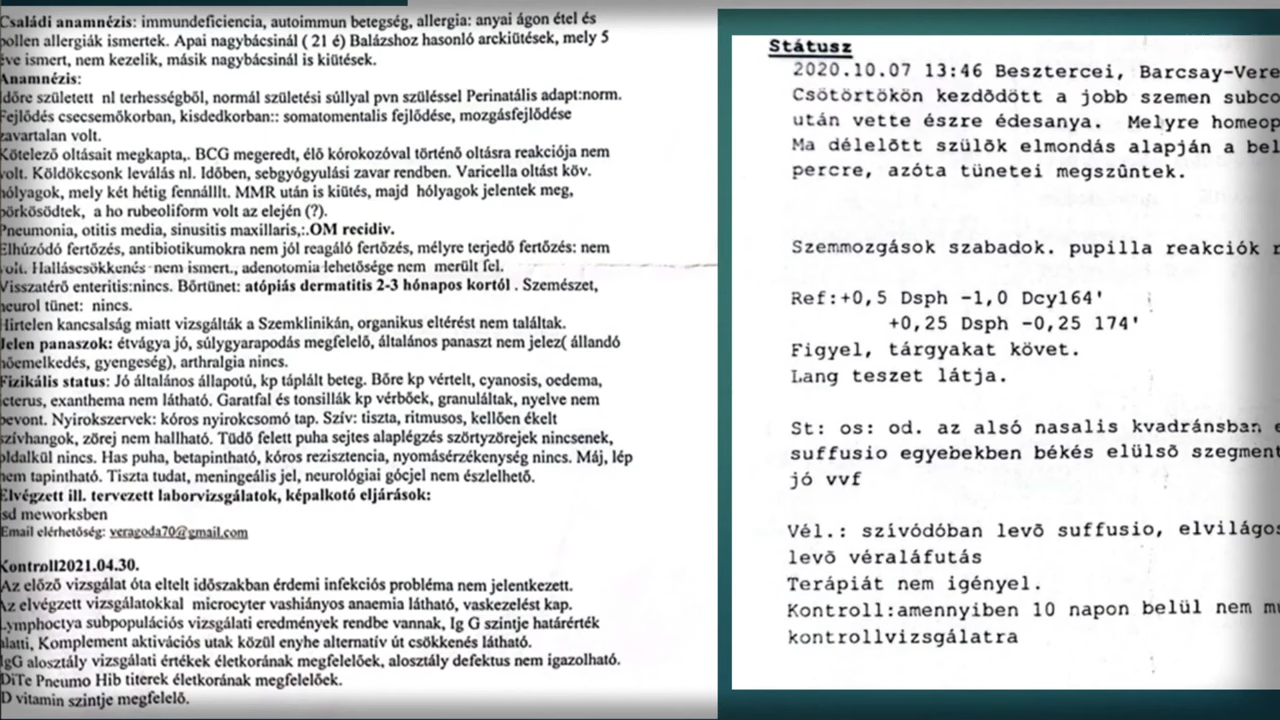 Családi anamnézis: immundeficiencia, autoimmun betegség, allergia: anyai ágon étel és
pollen allergiák ismertek. Apai nagybácsinál ( 21 é) Balázshoz hasonló arckiütések, mely 5
éve ismert, nem kezelik, másik nagybácsinál is kiütések.
Anamnézis:
Időre született nl terhességből, normál születési súllyal pvn szüléssel Perinatális adapt:norm.
Fejlődés csecsemőkorban, kisdedkorban:: somatomentalis fejlődése, mozgásfejlődése
zavartalan volt.
Kötelező oltásait megkapta,. BCG megeredt, élő kórokozóval történő oltásra reakciója nem
volt. Köldökcsonk leválás nl. Időben, sebgyógyulási zavar rendben. Varicella oltást köv.
hólyagok, mely két hétig fennálllt. MMR után is kiütés, majd hólyagok jelentek meg,
pörkösödtek, a ho rubeoliform volt az elején (?).
Pneumonia, otitis media, sinusitis maxillaris,:.OM recidiv.
Elhúzódó fertőzés, antibiotikumokra nem jól reagáló fertőzés, mélyre terjedő fertőzés: nem
volt. Halláscsökkenés nem ismert., adenotomia lehetősége nem merült fel.
Visszatérő enteritis:nincs. Bőrtünet: atópiás dermatitis 2-3 hónapos kortól . Szemészet,
neurol tünet: nincs.
Hirtelen kancsalság miatt vizsgálták a Szemklinikán, organikus eltérést nem találtak.
Jelen panaszok: étvágya jó, súlygyarapodás megfelelő, általános panaszt nem jelez( állandó
hőemelkedés, gyengeség), arthralgia nincs.
Fizikális status: Jó általános állapotú, kp táplált beteg. Bőre kp vértelt, cyanosis, oedema,
icterus, exanthema nem látható. Garatfal és tonsillák kp vérbőek, granuláltak, nyelve nem
bevont. Nyirokszervek: kóros nyirokcsomó tap. Szív: tiszta, ritmusos, kellően ékelt
szívhangok, zörej nem hallható. Tüdő felett puha sejtes alaplégzés szörtyzörejek nincsenek,
oldalkül nincs. Has puha, betapintható, kóros rezisztencia, nyomásérzékenység nincs. Máj, lép
nem tapintható. Tiszta tudat, meningeális jel, neurológiai gócjel nem észlelhető.
Elvégzett ill. tervezett laborvizsgálatok, képalkotó eljárások:
lsd meworksben
Email elérhetőség: veragoda70@gmail.com
Kontroll2021.04.30.
Az előző vizsgálat óta eltelt időszakban érdemi infekciós probléma nem jelentkezett.
Az elvégzett vizsgálatokkal microcyter vashiányos anaemia látható, vaskezelést kap.
Lymphoctya subpopulációs vizsgálati eredmények rendbe vannak, Ig G szintje határérték
alatti, Komplement aktivációs utak közül enyhe alternatív út csökkenés látható.
IgG alosztály vizsgálati értékek életkorának megfelelőek, alosztály defektus nem igazolható.
DiTe Pneumo Hib titerek életkorának megfelelőek.
D vitamin szintje megfelelő.
Státusz
2020.10.07 13:46 Besztercei, Barcsay-Vere
Csötörtökön kezdõdött a jobb szemen subco
után vette észre édesanya. Melyre homeop
Ma délelõtt szülõk elmondás alapján a bel
percre, azóta tünetei megszûntek.
Szemmozgások szabadok. pupilla reakciók r
Ref:+0,5 Dsph -1,0 Dcy164'
+0,25 Dsph -0,25 174'
Figyel, tárgyakat követ.
Lang teszet látja.
St: os: od. az alsó nasalis kvadránsban e
suffusio egyebekben békés elülsõ szegment
jó vvf
Vél.: szívódóban levõ suffusio, elvilágos
levõ véraláfutás
Terápiát nem igényel.
Kontroll:amennyiben 10 napon belül nem mu
kontrollvizsgálatra